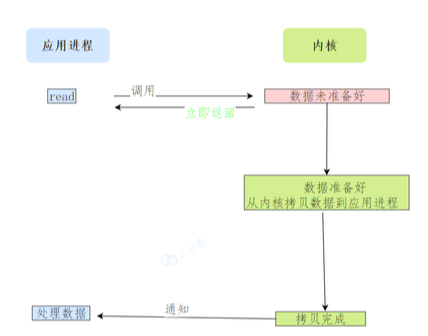 应用进程
内核
read
调用
数据未准备好
立即返回
数据准备好
从内核拷贝数据到应用进程
处理数据
通知
拷贝完成